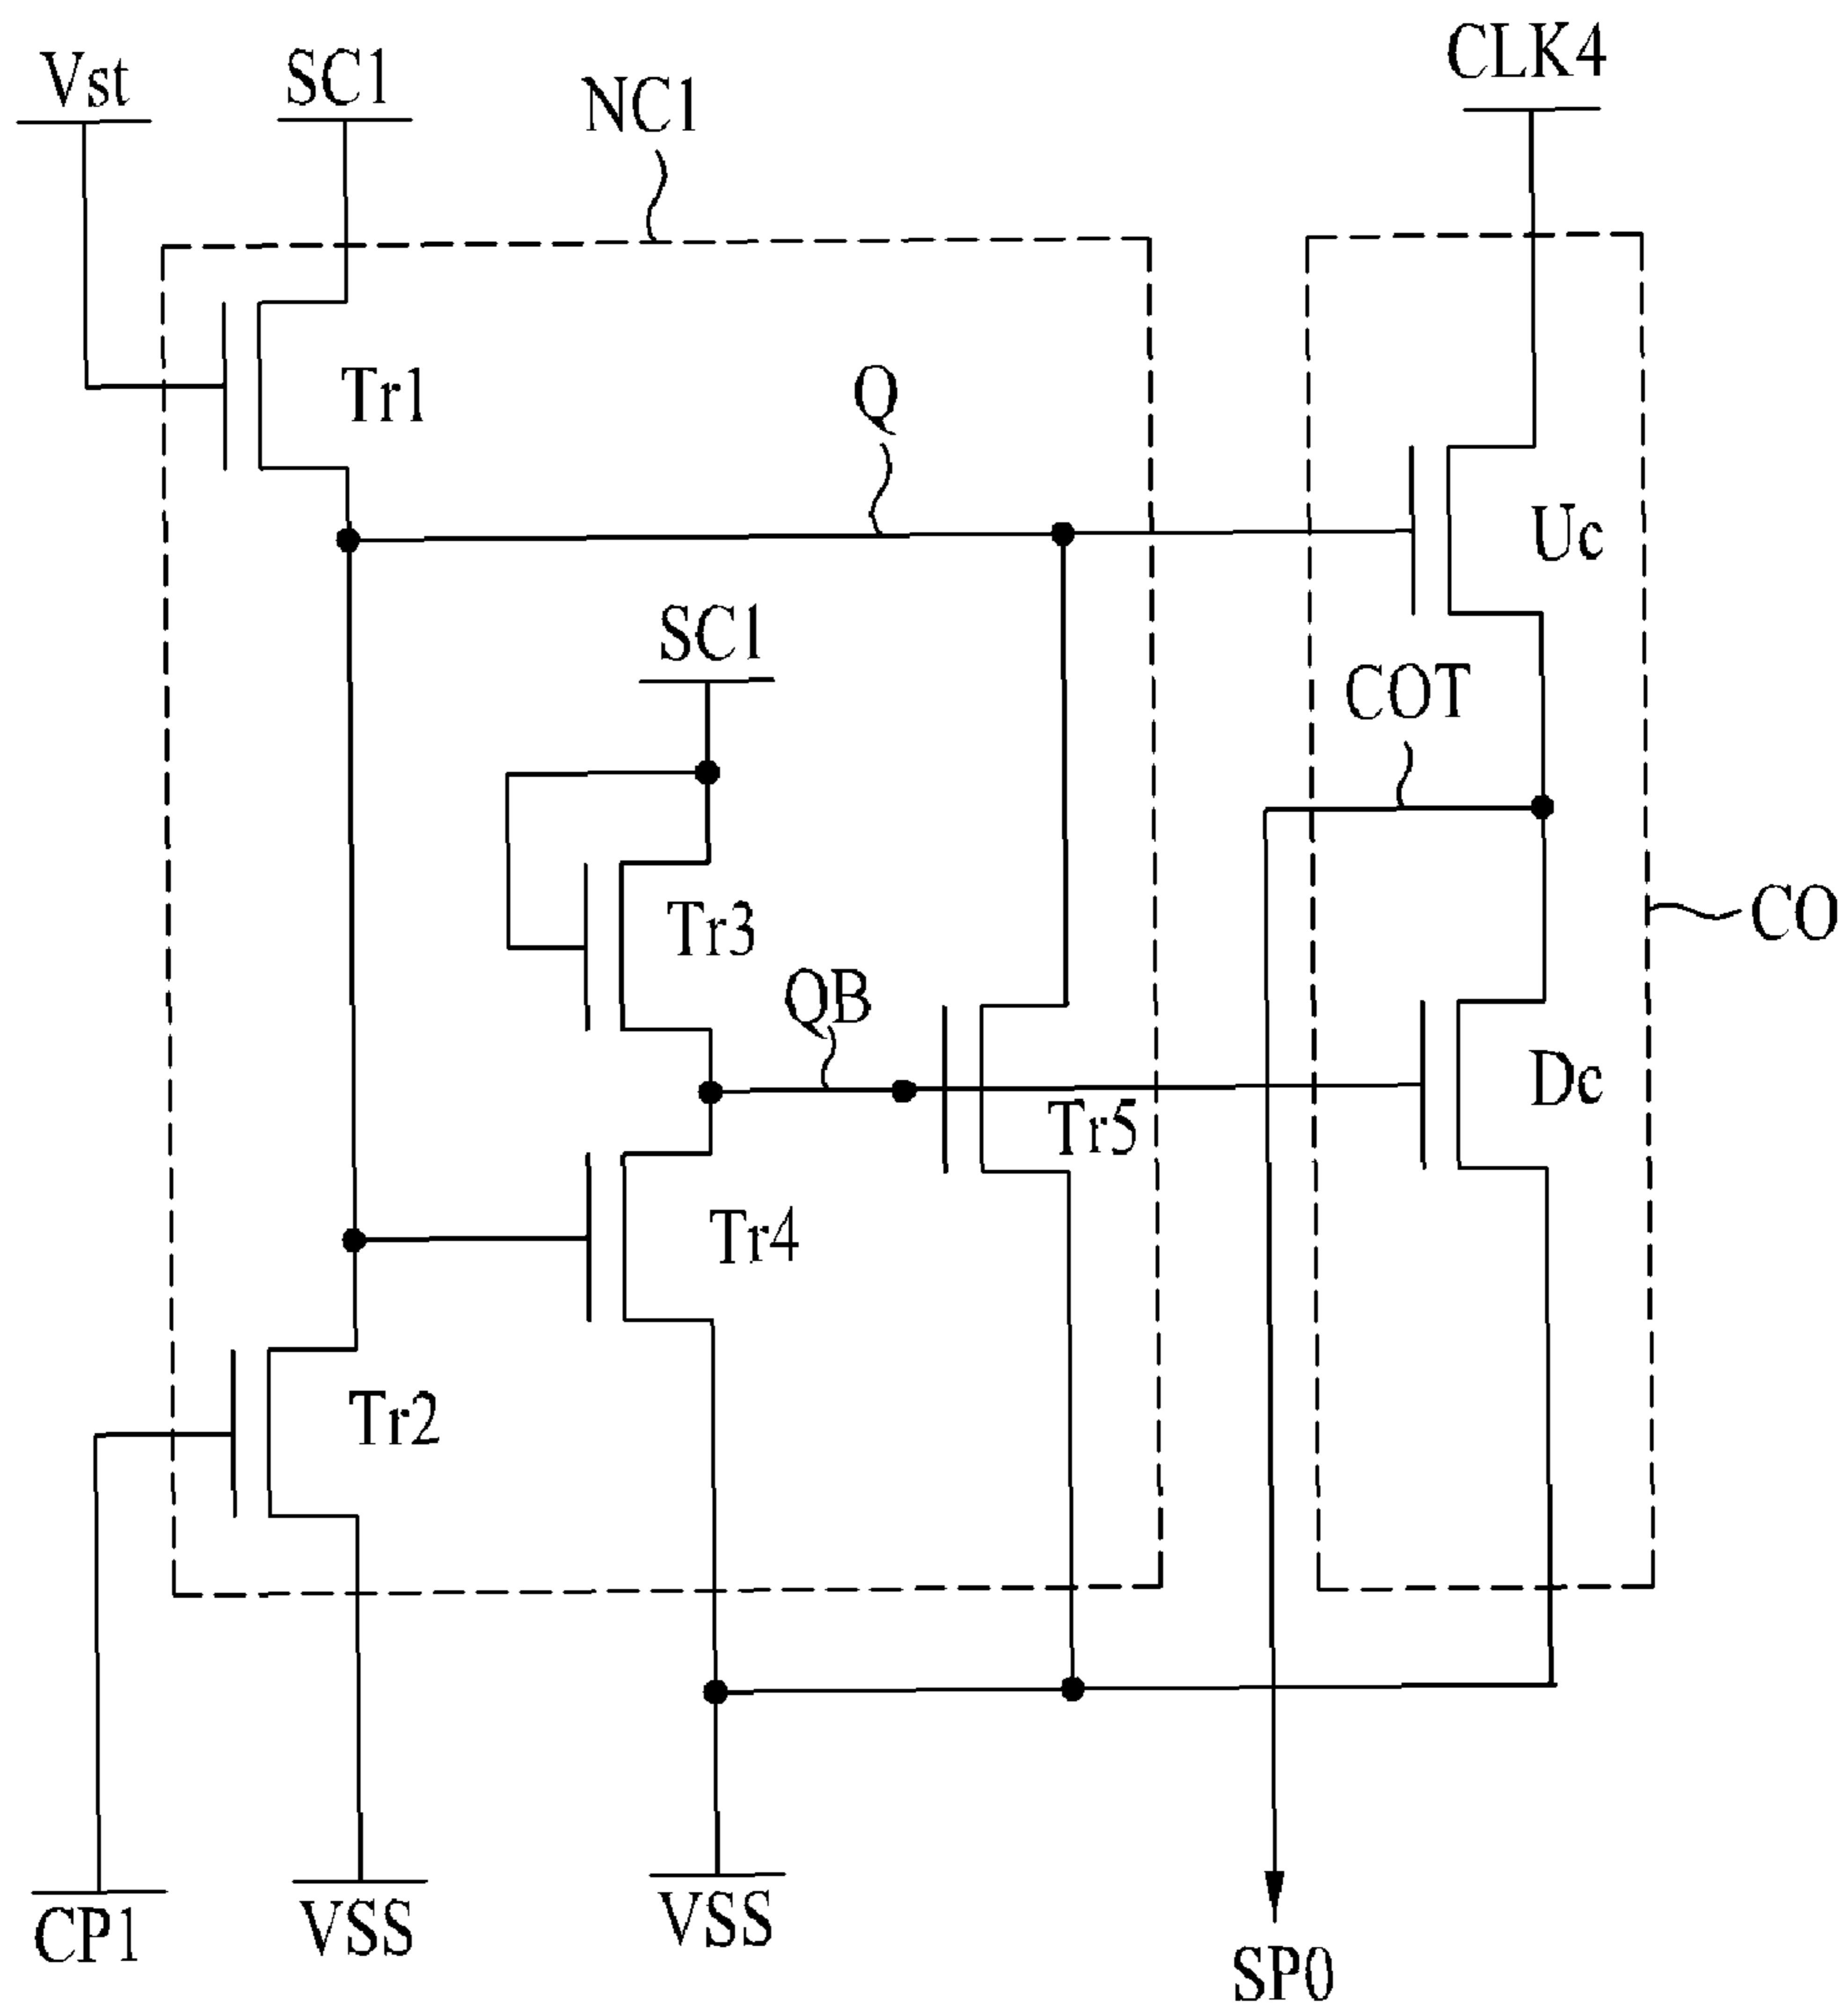 Vst
SC1
NC1
CLK4
Tr1
Q
Uc
SC1
COT
Tr3
CO
QB
Dc
Tr5
Tr4
Tr2
CP1
VSS
VSS
SP0